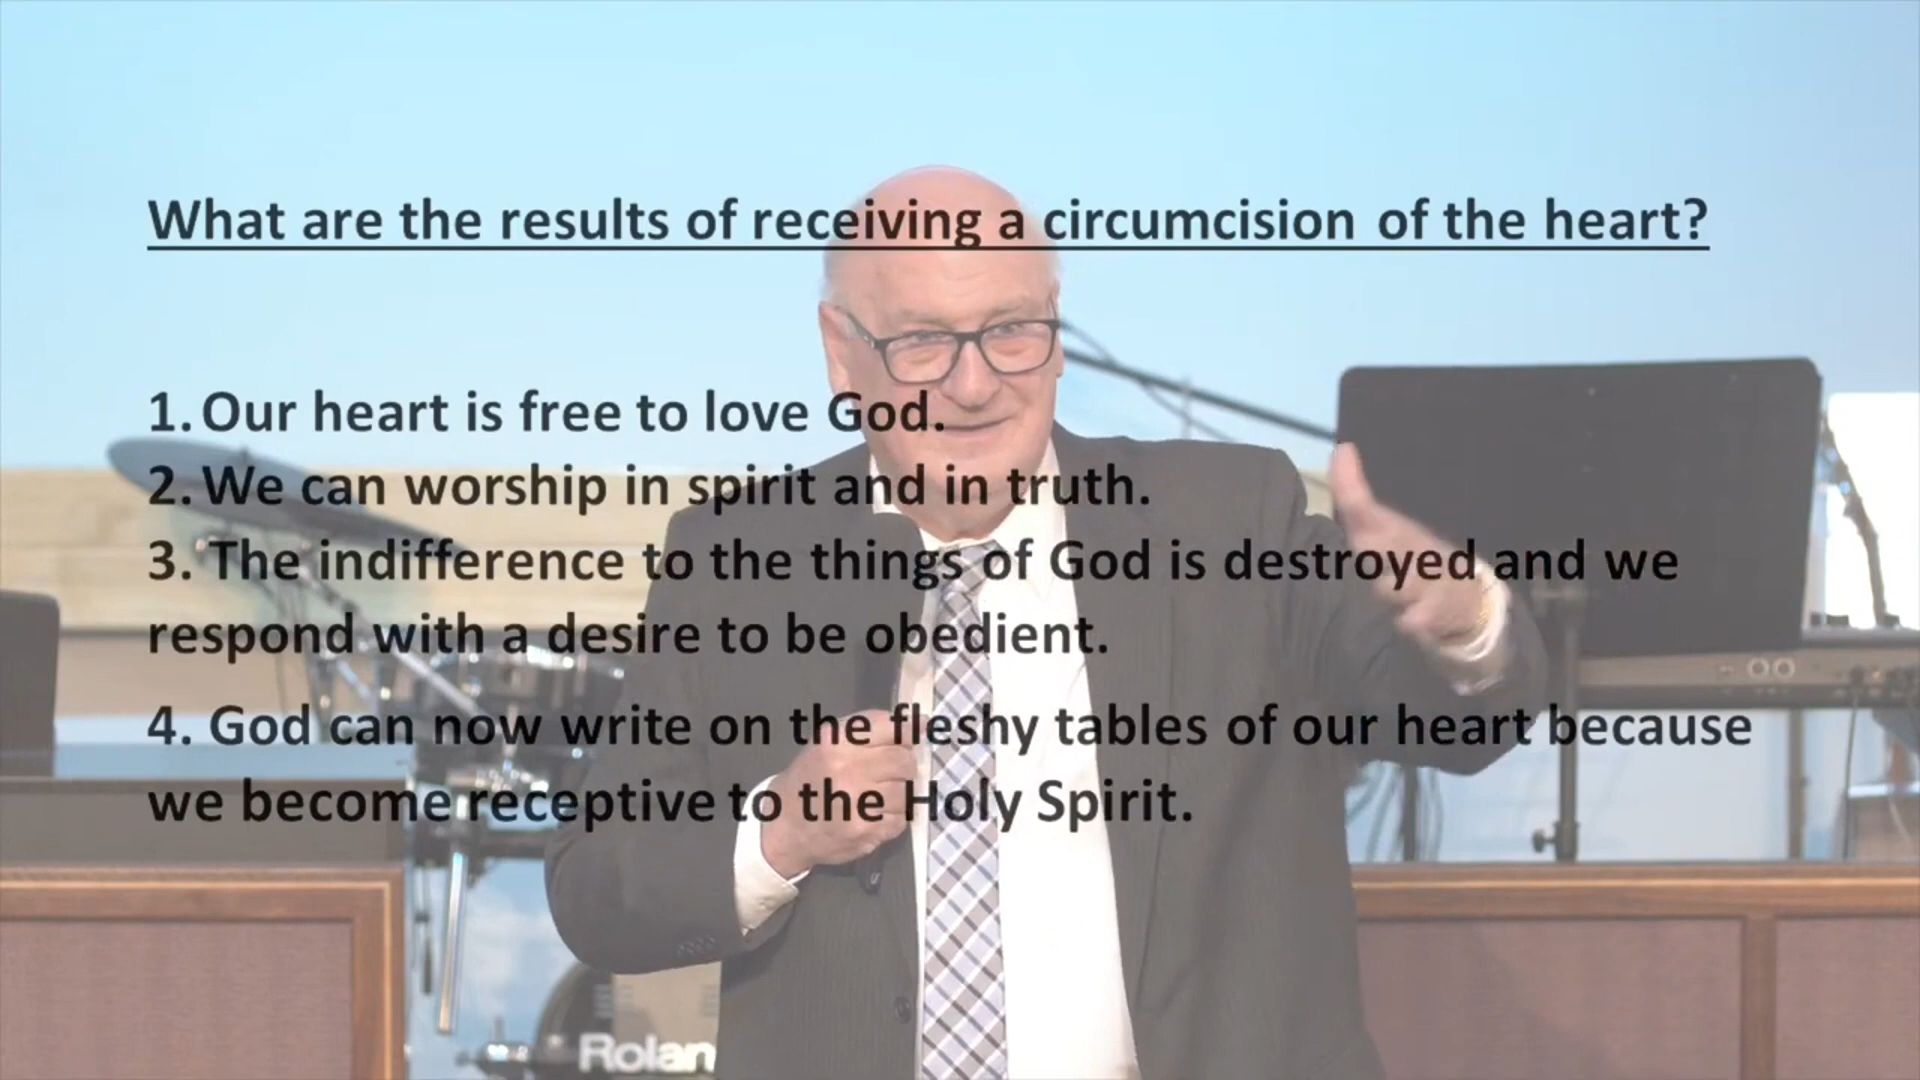 What are the results of receiving a circumcision of the heart?
1. Our heart is free to love God.
2. We can worship in spirit and in truth.
3. The indifference to the things of God is destroyed and we
respond with a desire to be obedient.
4. God can now write on the fleshy tables of our heart because
we become receptive to the Holy Spirit.
Rolan